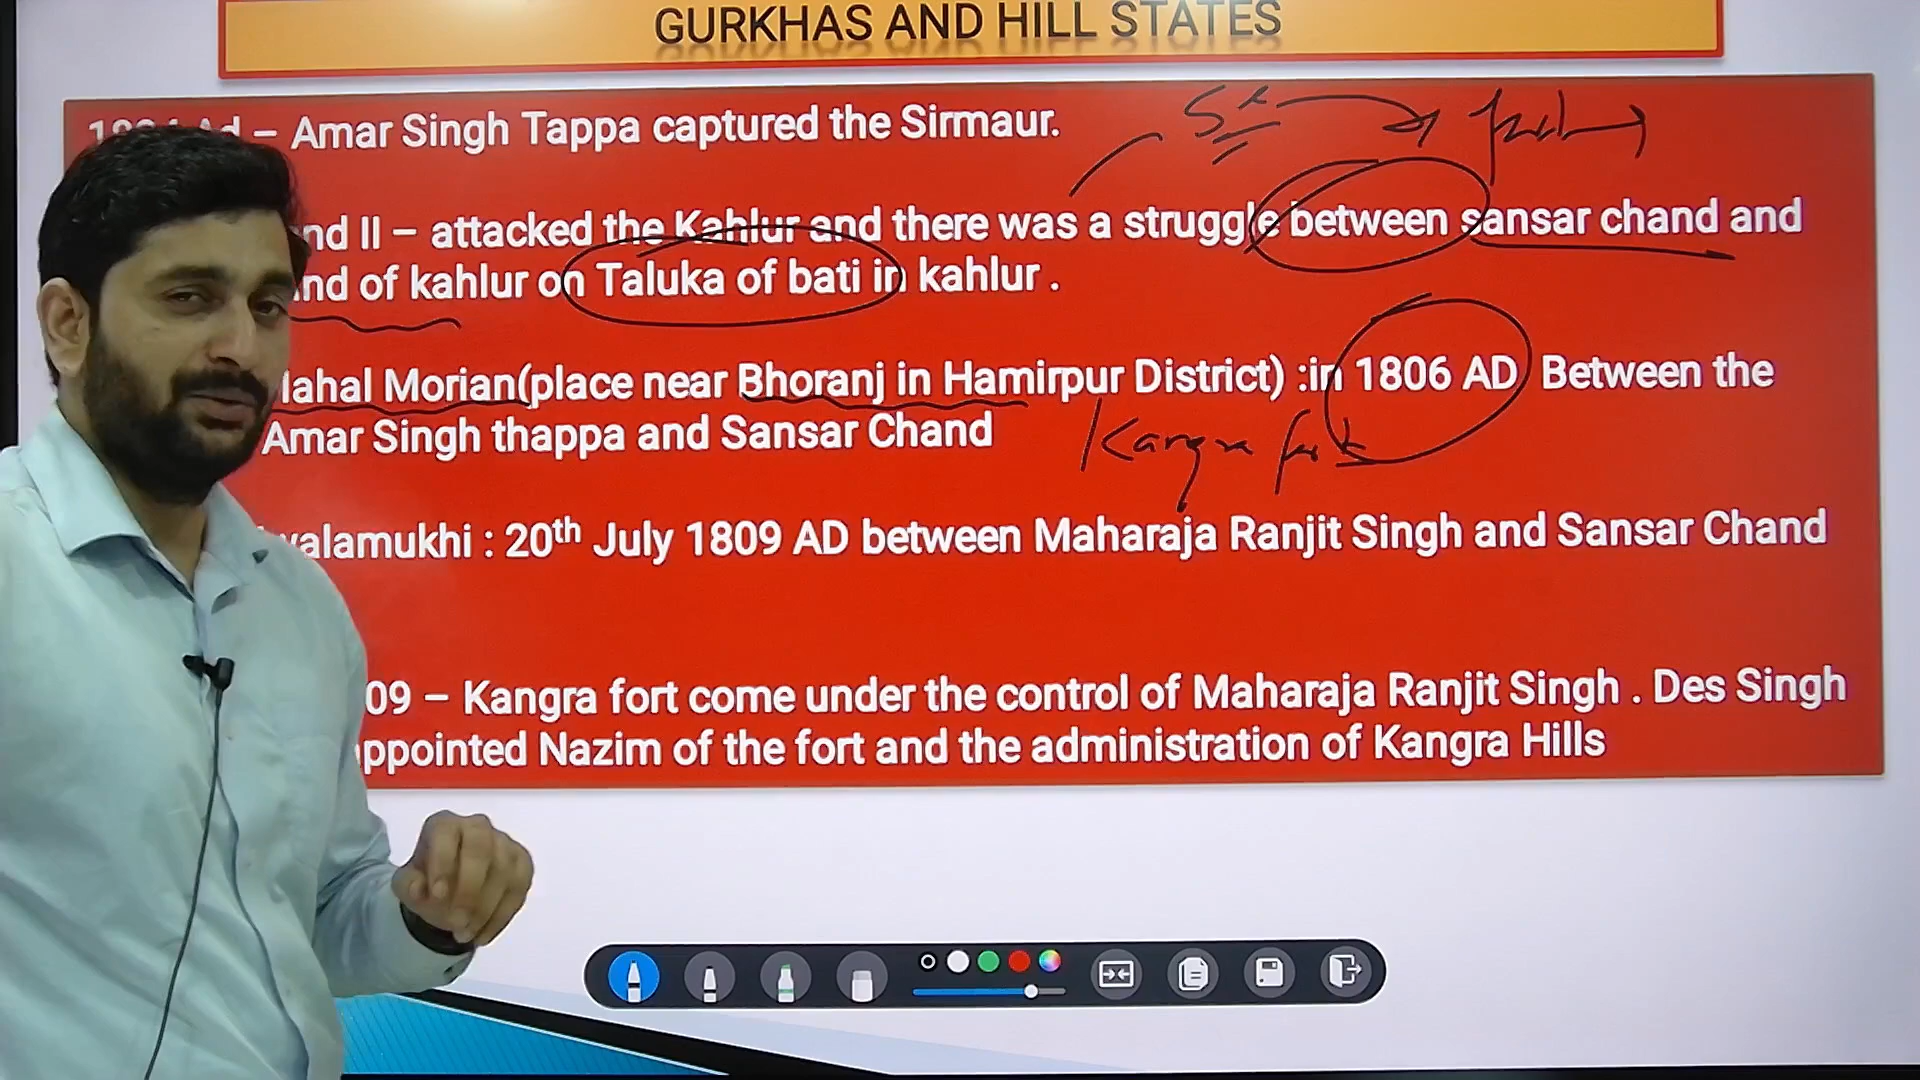 GURKHAS AND HILL STATES
Ad – Amar Singh Tappa captured the Sirmaur.
nd II – attacked the Kahlur and there was a struggle between sansar chand and
nd of kahlur on Taluka of bati in kahlur .
ahal Morian(place near Bhoranj in Hamirpur District) :in 1806 AD Between the
Amar Singh thappa and Sansar Chand
Kangra fort
walamukhi : 20th July 1809 AD between Maharaja Ranjit Singh and Sansar Chand
09 – Kangra fort come under the control of Maharaja Ranjit Singh . Des Singh
ppointed Nazim of the fort and the administration of Kangra Hills